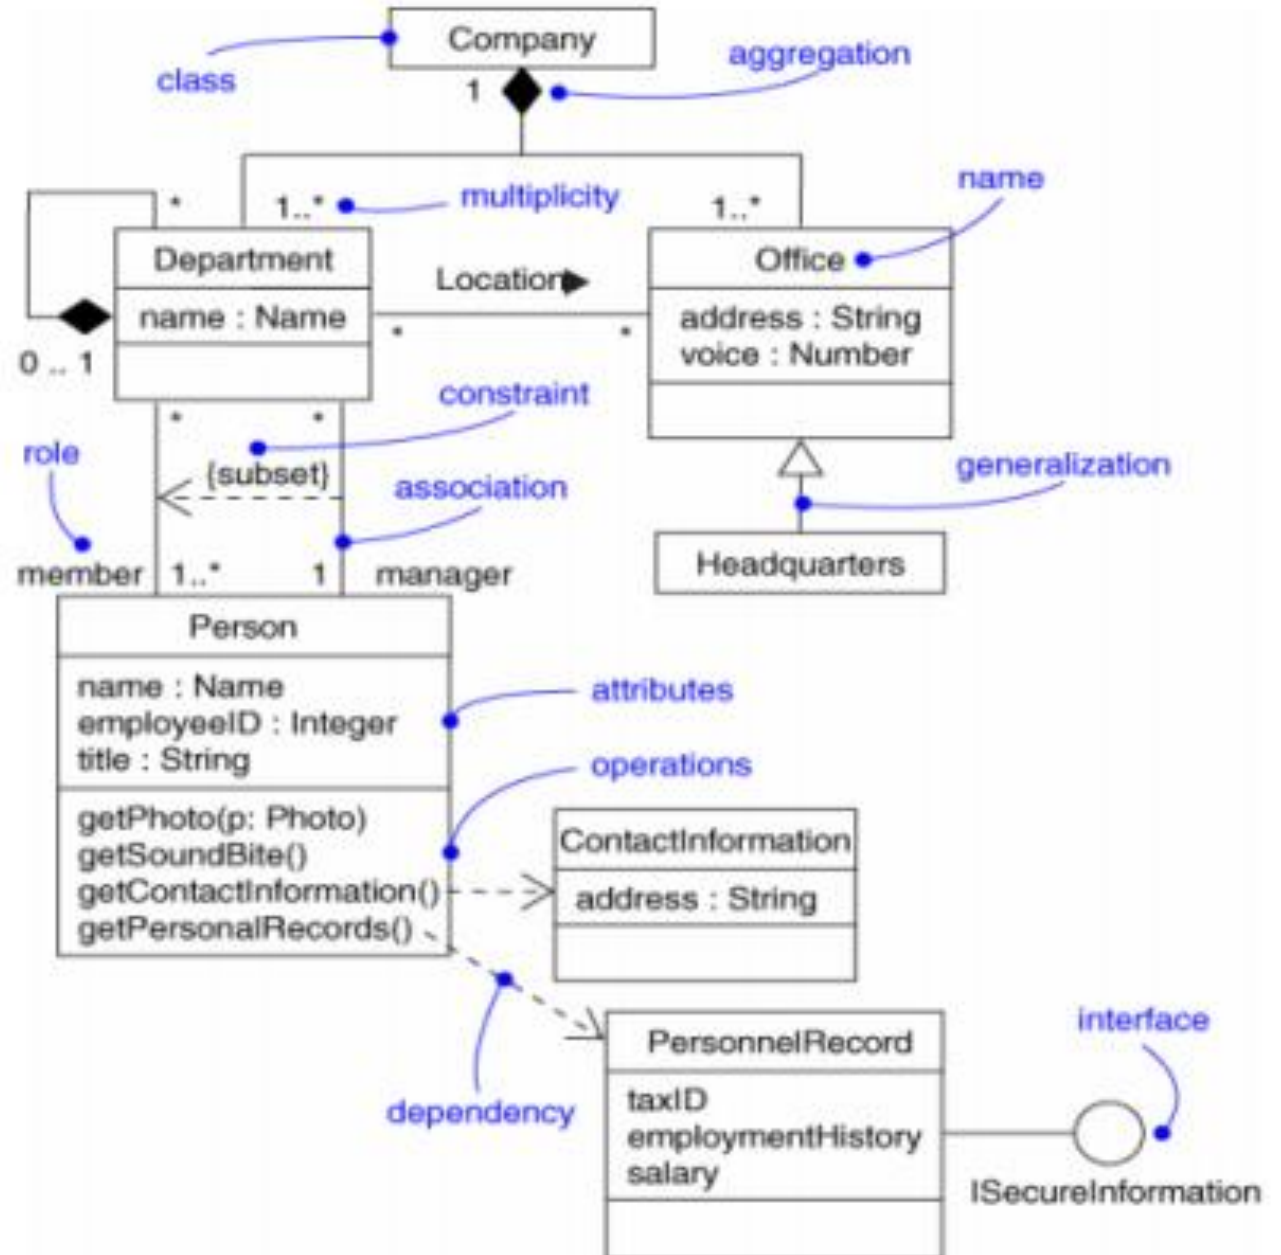 Company
class
aggregation
1
multiplicity
name
*
1..*
1..*
Department
Office
Location
name : Name
address : String
voice : Number
*
*
0 .. 1
constraint
*
*
role
{subset}
association
generalization
member
1..*
1
manager
Headquarters
Person
name : Name
employeeID : Integer
title : String
attributes
operations
getPhoto(p: Photo)
getSoundBite()
getContactInformation()
getPersonalRecords()
ContactInformation
address : String
dependency
PersonnelRecord
taxID
employmentHistory
salary
interface
ISecureInformation